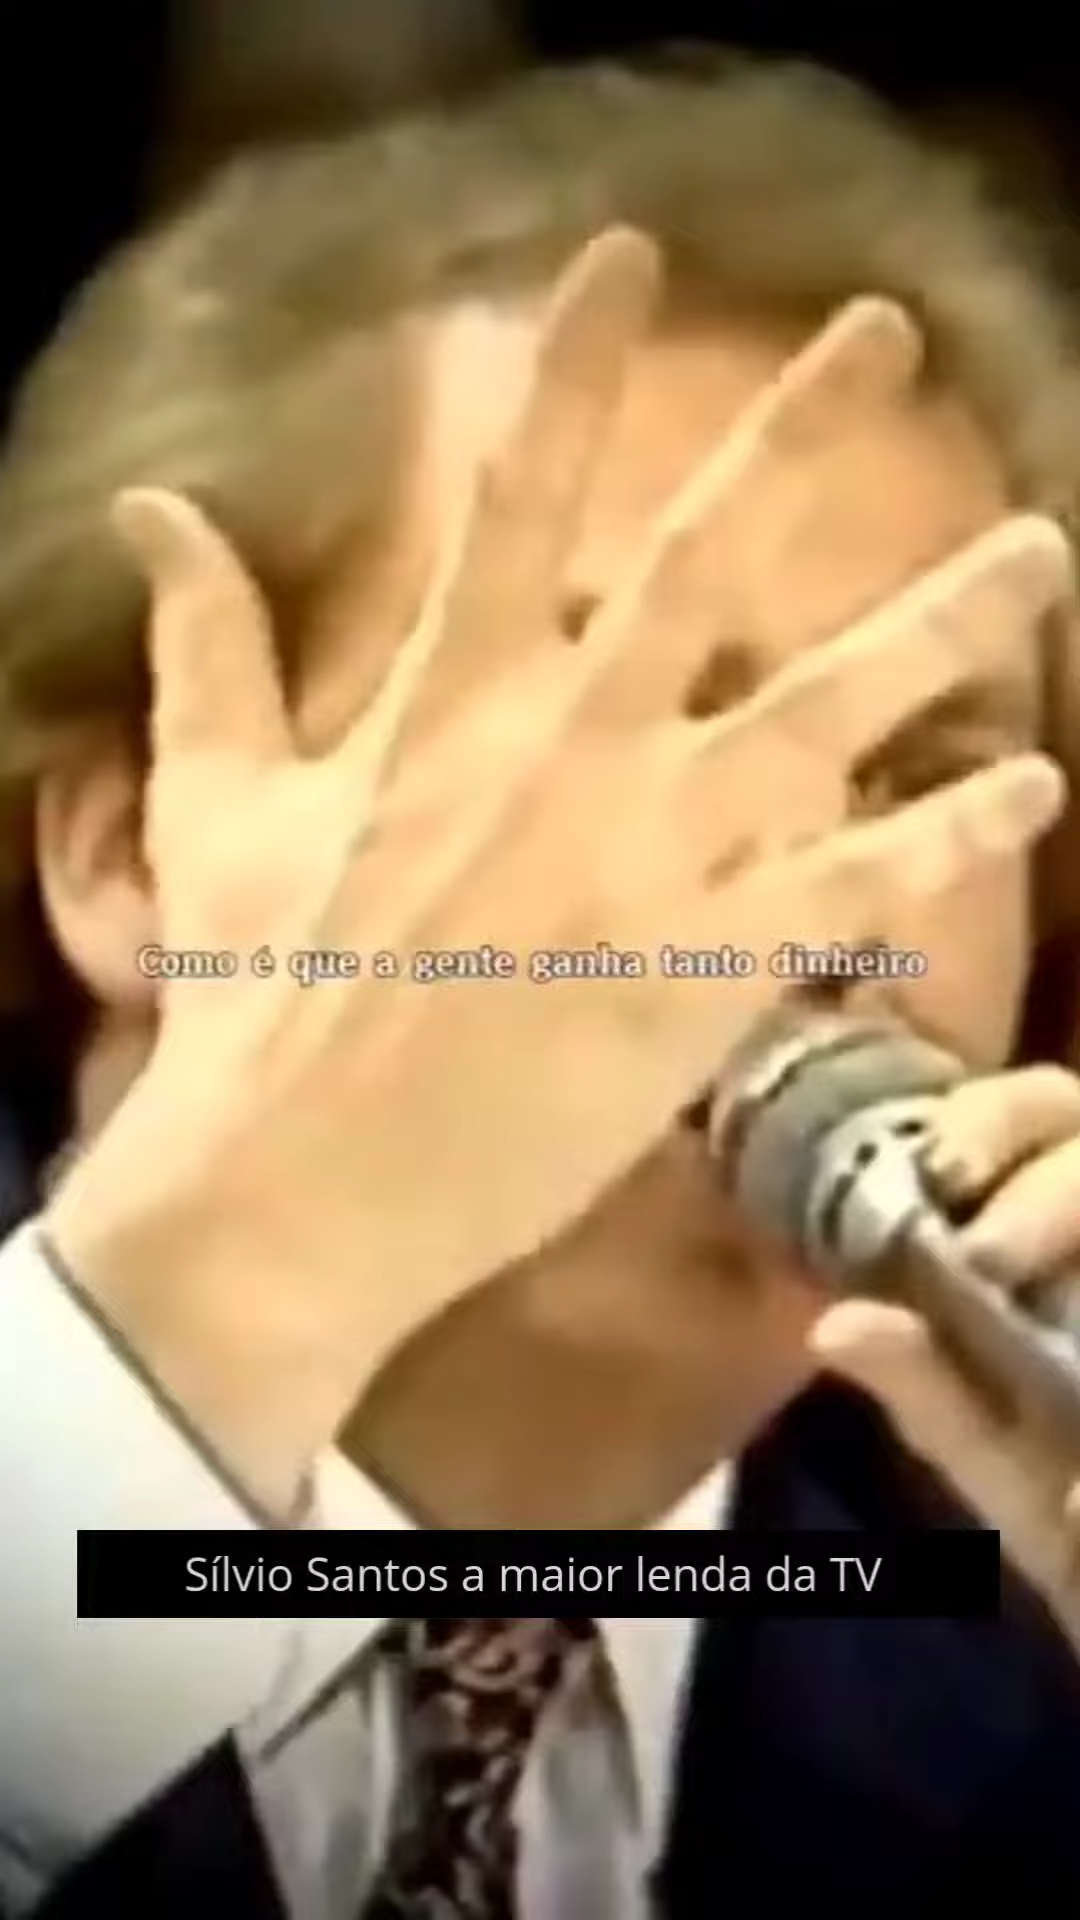 Como é que a gente ganha tanto dinheiro
Sílvio Santos a maior lenda da TV